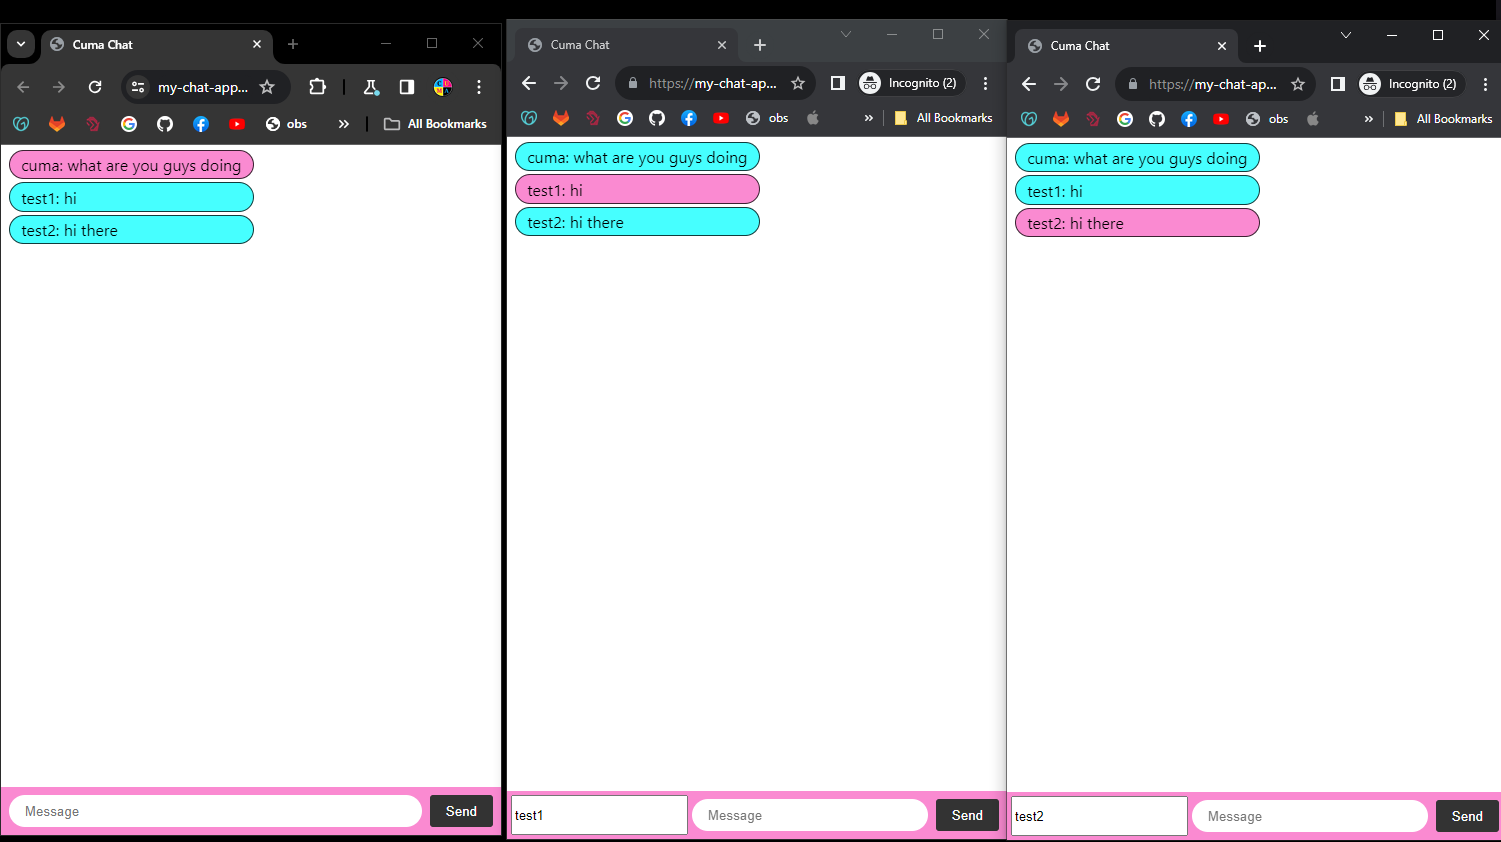 Cuma Chat
my-chat-app...
obs
»
All Bookmarks
cuma: what are you guys doing
test1: hi
test2: hi there
Message
Send
Cuma Chat
https://my-chat-ap...
Incognito (2)
obs
»
All Bookmarks
cuma: what are you guys doing
test1: hi
test2: hi there
test1
Message
Send
Cuma Chat
https://my-chat-ap...
Incognito (2)
obs
»
All Bookmarks
cuma: what are you guys doing
test1: hi
test2: hi there
test2
Message
Send